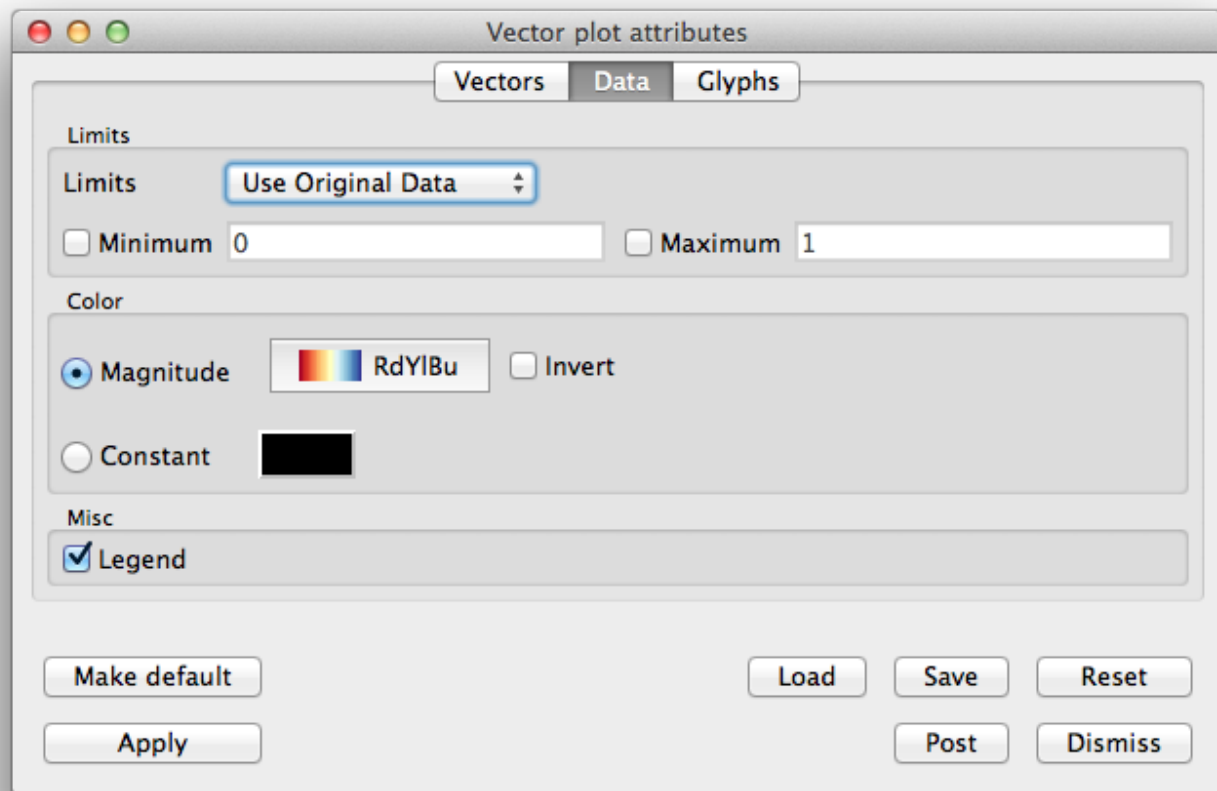 Vector plot attributes
Vectors Data Glyphs
Limits
Limits Use Original Data
Minimum 0 Maximum 1
Color
Magnitude RdYlBu Invert
Constant
Misc
Legend
Make default Load Save Reset
Apply Post Dismiss